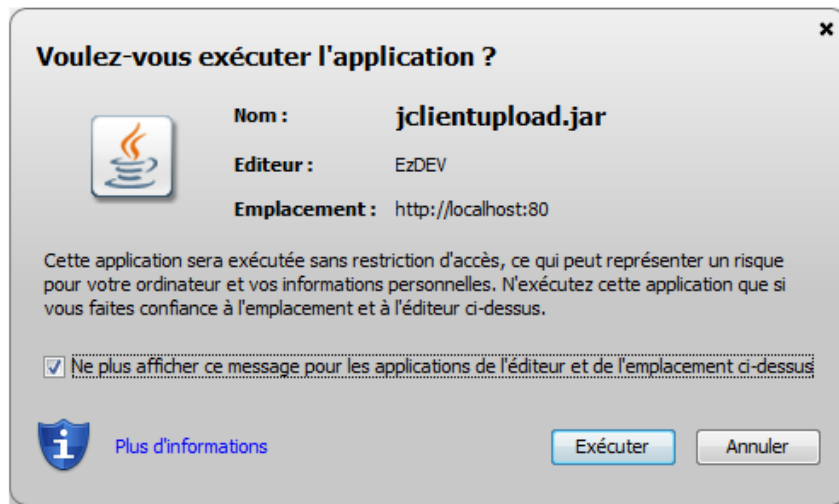 Voulez-vous exécuter l'application ?
Nom : jclientupload.jar
Editeur : EzDEV
Emplacement : http://localhost:80
Cette application sera exécutée sans restriction d'accès, ce qui peut représenter un risque
pour votre ordinateur et vos informations personnelles. N'exécutez cette application que si
vous faites confiance à l'emplacement et à l'éditeur ci-dessus.
Ne plus afficher ce message pour les applications de l'éditeur et de l'emplacement ci-dessus
Plus d'informations
Exécuter
Annuler